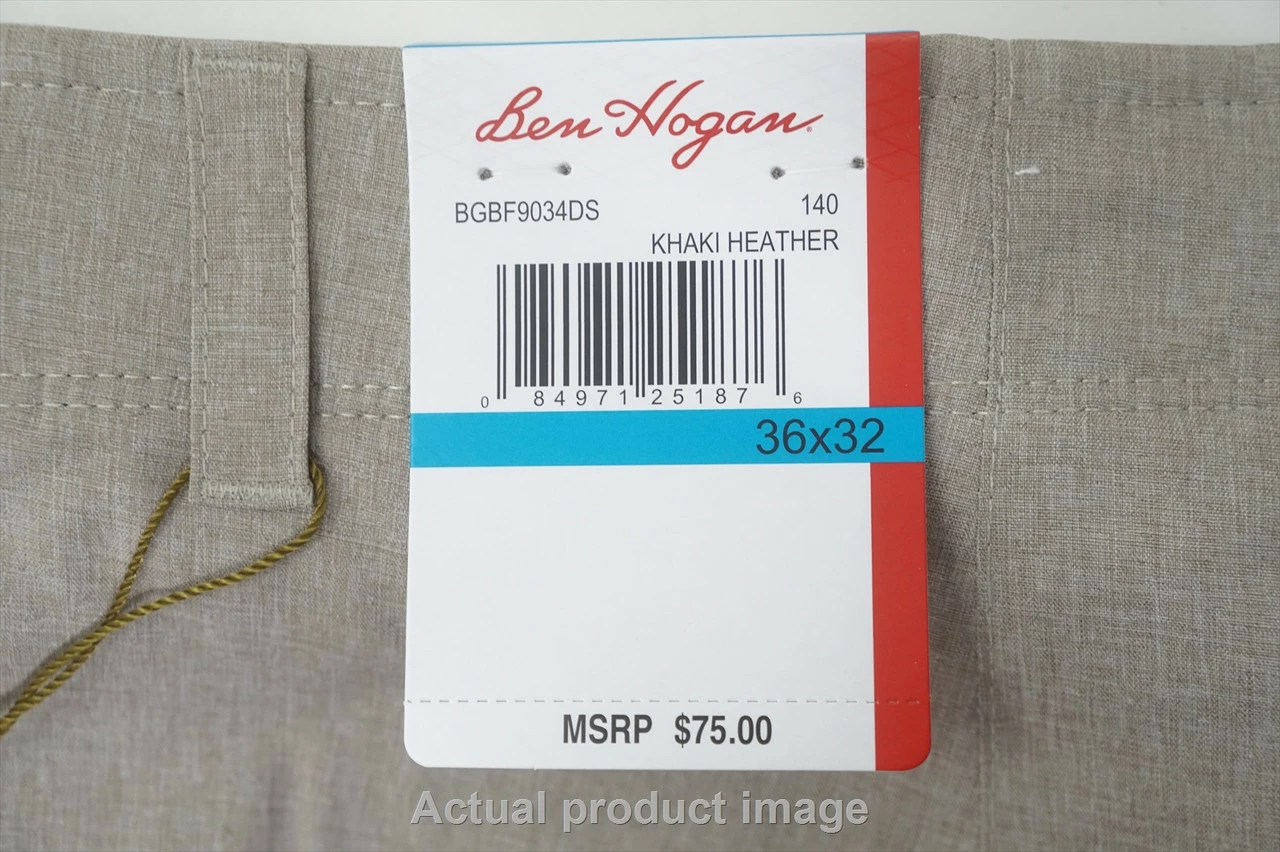 Ben Hogan
BGBF9034DS 140
KHAKI HEATHER
0 84971 25187 6
36x32
MSRP $75.00
Actual product image